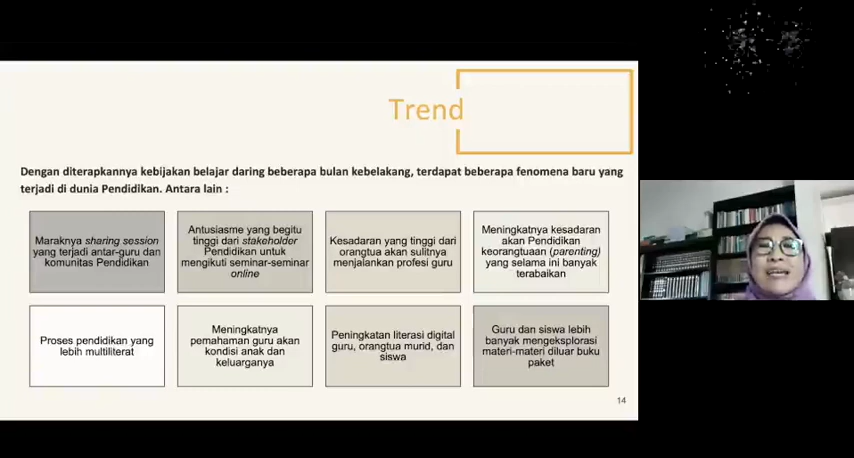 Trend
Dengan diterapkannya kebijakan belajar daring beberapa bulan kebelakang, terdapat beberapa fenomena baru yang
terjadi di dunia Pendidikan. Antara lain :
Maraknya sharing session
yang terjadi antar-guru dan
komunitas Pendidikan
Antusiasme yang begitu
tinggi dari stakeholder
Pendidikan untuk
mengikuti seminar-seminar
online
Kesadaran yang tinggi dari
orangtua akan sulitnya
menjalankan profesi guru
Meningkatnya kesadaran
akan Pendidikan
keorangtuaan (parenting)
yang selama ini banyak
terabaikan
Proses pendidikan yang
lebih multiliterat
Meningkatnya
pemahaman guru akan
kondisi anak dan
keluarganya
Peningkatan literasi digital
guru, orangtua murid, dan
siswa
Guru dan siswa lebih
banyak mengeksplorasi
materi-materi diluar buku
paket
14